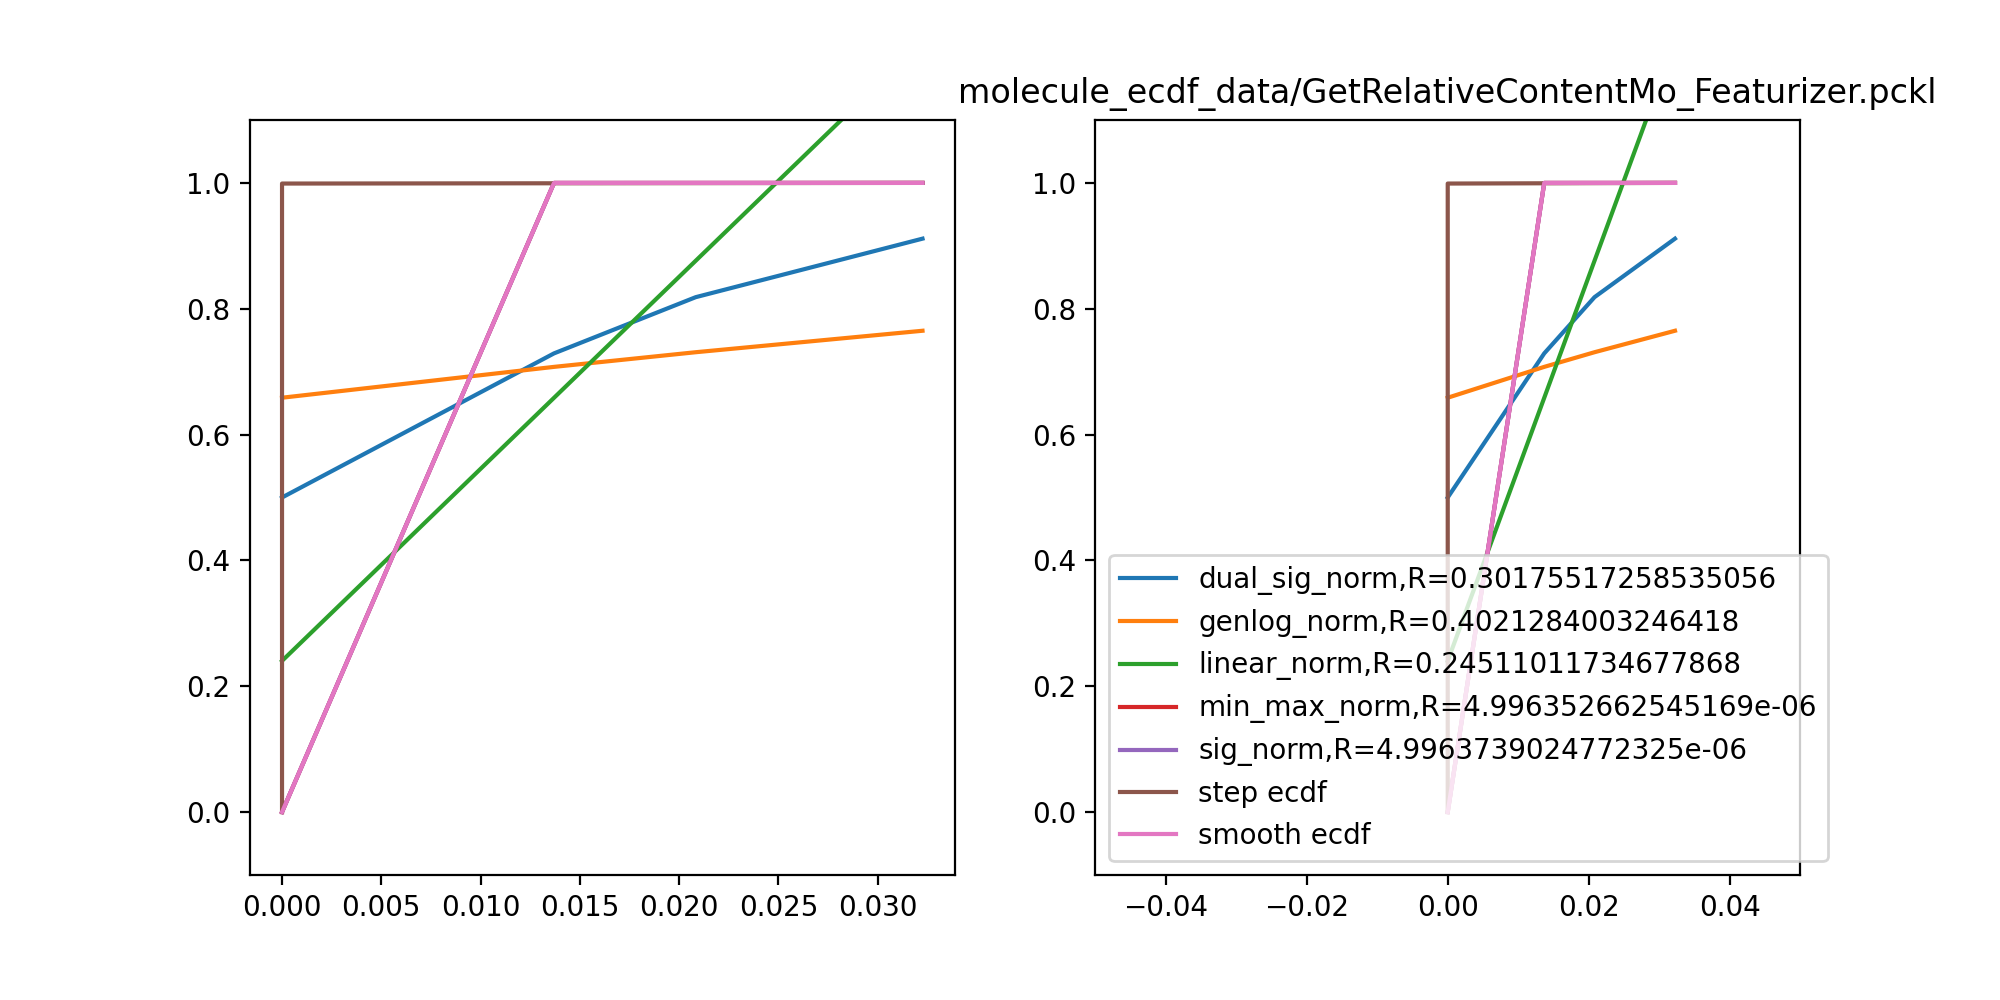 molecule_ecdf_data/GetRelativeContentMo_Featurizer.pckl
1.0
0.8
0.6
0.4
0.2
0.0
0.000 0.005 0.010 0.015 0.020 0.025 0.030
1.0
0.8
0.6
0.4
0.2
0.0
−0.04 −0.02 0.00 0.02 0.04
dual_sig_norm,R=0.30175517258535056
genlog_norm,R=0.4021284003246418
linear_norm,R=0.24511011734677868
min_max_norm,R=4.996352662545169e-06
sig_norm,R=4.9963739024772325e-06
step ecdf
smooth ecdf